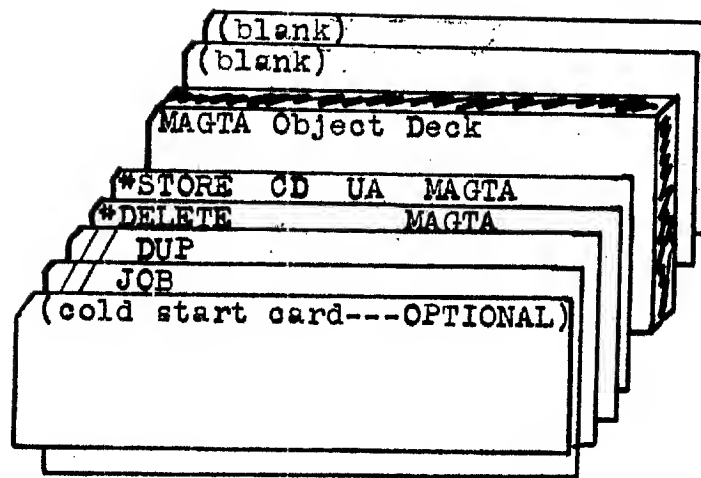 (blank)
(blank)
MAGTA Object Deck
*STORE CD UA MAGTA
*DELETE MAGTA
// DUP
// JOB
(cold start card---OPTIONAL)